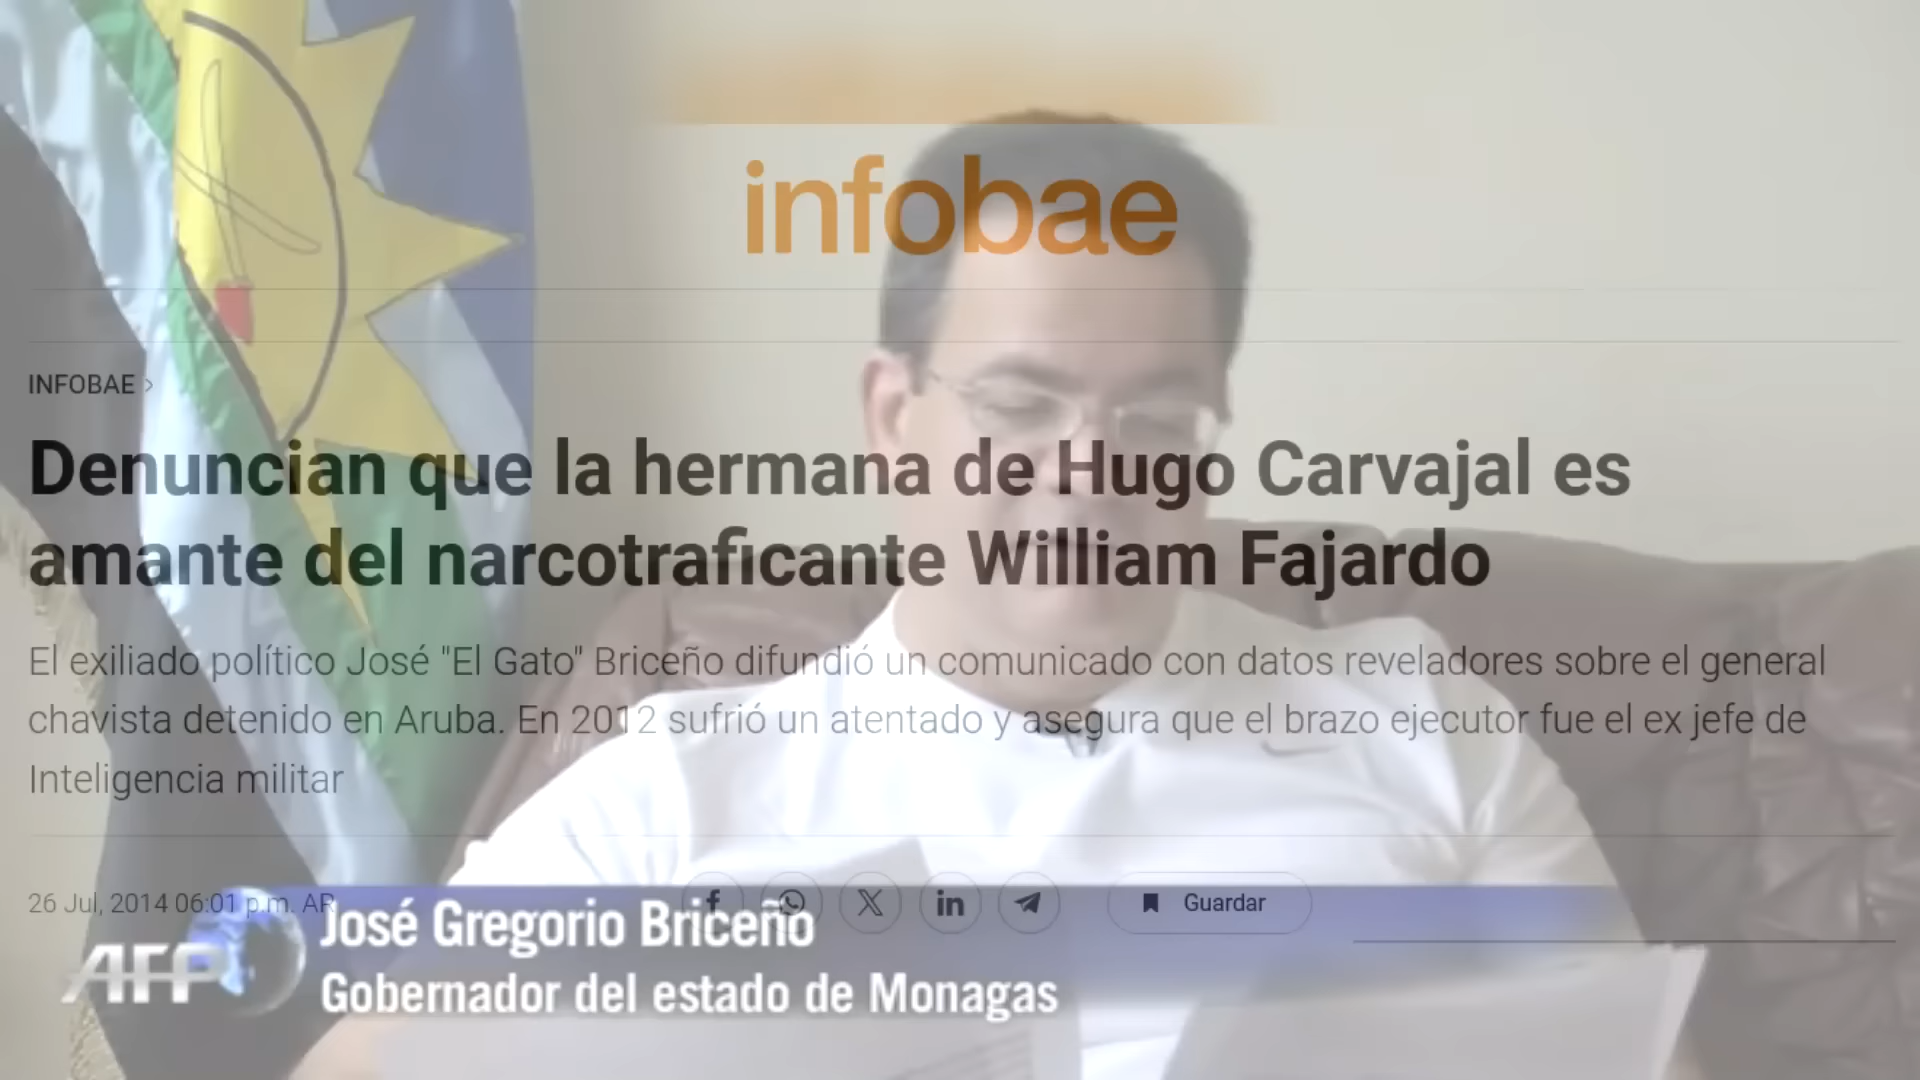 infobae
INFOBAE >
Denuncian que la hermana de Hugo Carvajal es
amante del narcotraficante William Fajardo
El exiliado político José "El Gato" Briceño difundió un comunicado con datos reveladores sobre el general
chavista detenido en Aruba. En 2012 sufrió un atentado y asegura que el brazo ejecutor fue el ex jefe de
Inteligencia militar
26 Jul, 2014 06:01 p.m. AR
Guardar
AFP
José Gregorio Briceño
Gobernador del estado de Monagas